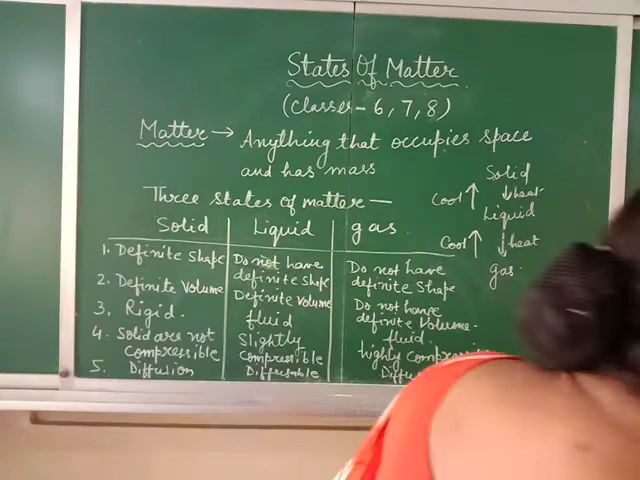 States Of Matter
(Classes - 6, 7, 8)
Matter → Anything that occupies space
and has mass
Three states of matter —
Solid
↓ heat
Cool ↑
Liquid
↓ heat
Cool ↑
gas.
Solid
1. Definite Shape
2. Definite Volume
3. Rigid.
4. Solid are not
Compressible
5. Diffusion
Liquid
Do not have
definite shape
Definite Volume
fluid
Slightly
Compressible
Diffusable
gas.
Do not have
definite Shape
Do not have
definite Volume.
fluid.
highly